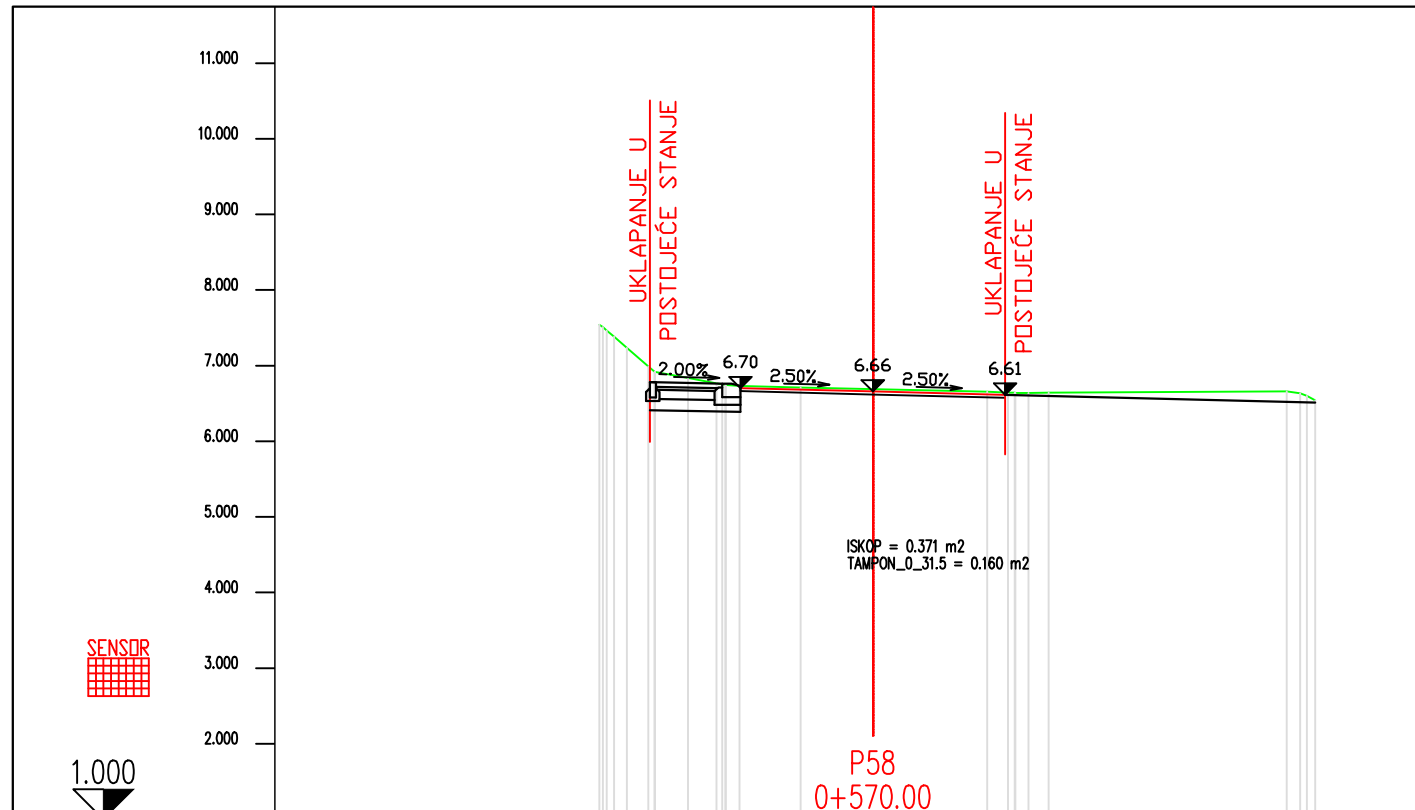 11.000
10.000
9.000
8.000
7.000
6.000
5.000
4.000
3.000
2.000
UKLAPANJE U
POSTOJEĆE STANJE
UKLAPANJE U
POSTOJEĆE STANJE
2.00%
6.70
2.50%
6.66
2.50%
6.61
ISKOP = 0.371 m2
TAMPON_0_31.5 = 0.160 m2
SENSOR
1.000
P58
0+570.00